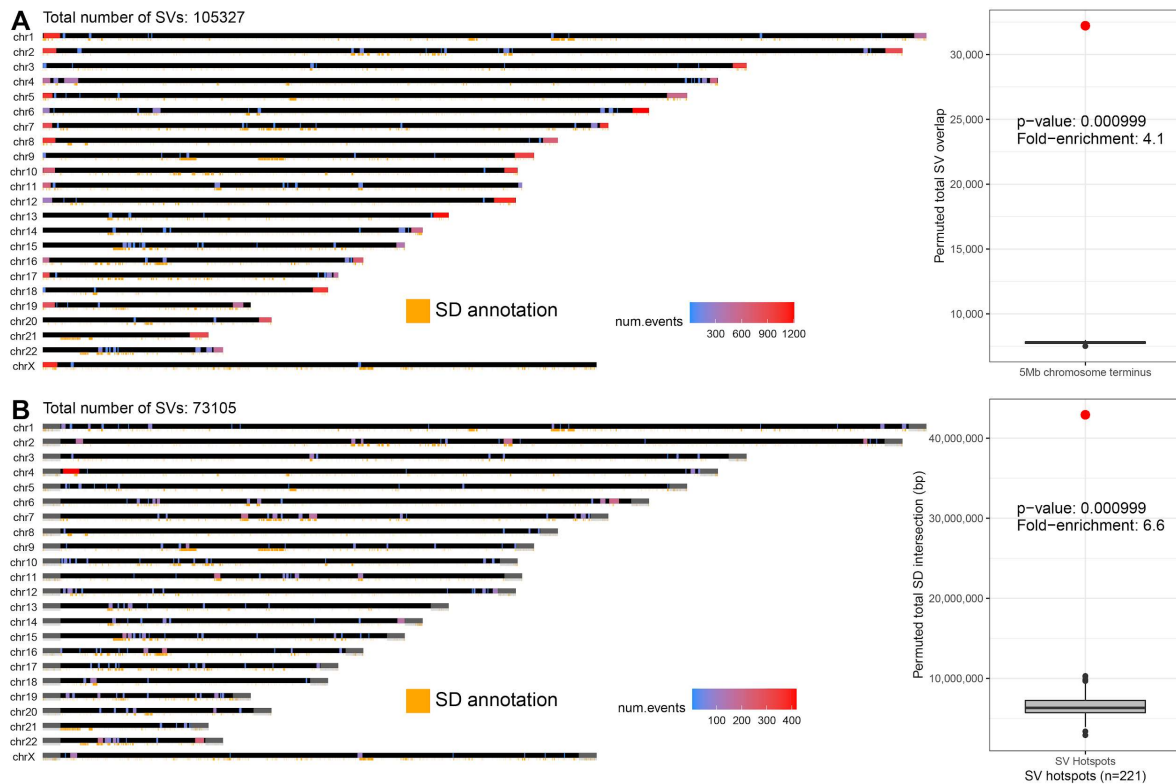 A Total number of SVs: 105327
chr1
chr2
chr3
chr4
chr5
chr6
chr7
chr8
chr9
chr10
chr11
chr12
chr13
chr14
chr15
chr16
chr17
chr18
chr19
chr20
chr21
chr22
chrX
SD annotation
num.events
300 600 900 1200
Permuted total SV overlap
30,000
25,000
20,000
15,000
10,000
p-value: 0.000999
Fold-enrichment: 4.1
5Mb chromosome terminus
B Total number of SVs: 73105
chr1
chr2
chr3
chr4
chr5
chr6
chr7
chr8
chr9
chr10
chr11
chr12
chr13
chr14
chr15
chr16
chr17
chr18
chr19
chr20
chr21
chr22
chrX
SD annotation
num.events
100 200 300 400
Permuted total SD intersection (bp)
40,000,000
30,000,000
20,000,000
10,000,000
p-value: 0.000999
Fold-enrichment: 6.6
SV Hotspots
SV hotspots (n=221)